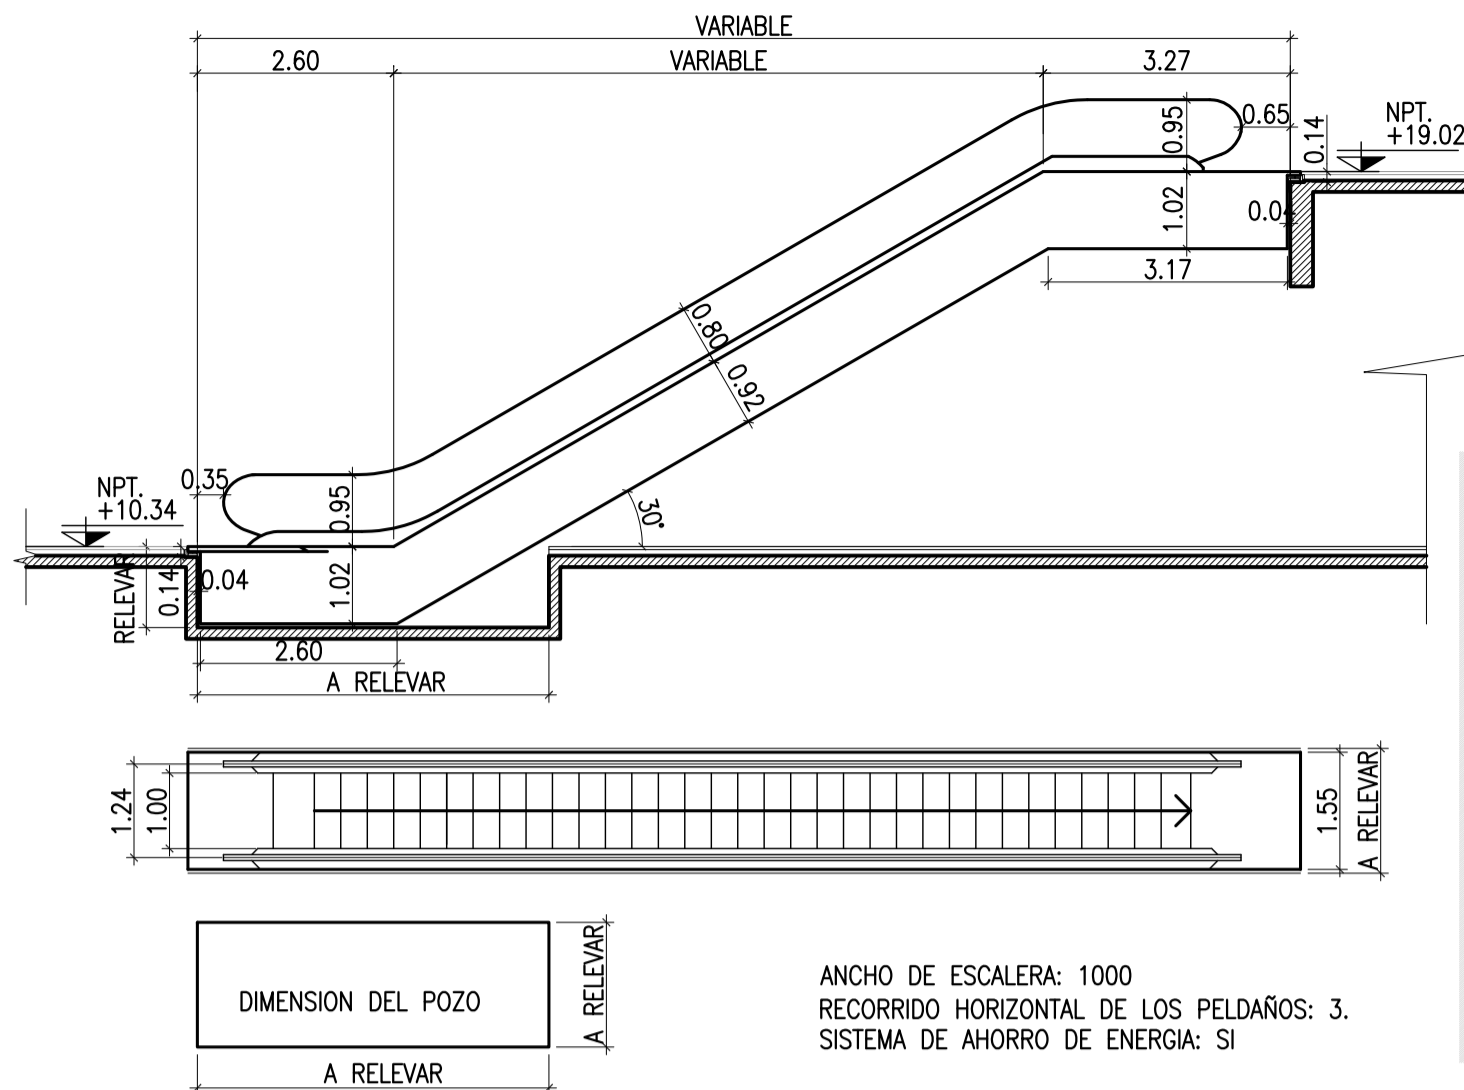 VARIABLE
2.60
VARIABLE
3.27
0.95
0.65
0.14
NPT.
+19.02
1.02
0.04
3.17
0.80
0.92
30°
NPT.
+10.34
0.35
0.95
RELEVAR
0.14
0.04
1.02
2.60
A RELEVAR
1.24
1.00
1.55
A RELEVAR
DIMENSION DEL POZO
A RELEVAR
A RELEVAR
ANCHO DE ESCALERA: 1000
RECORRIDO HORIZONTAL DE LOS PELDAÑOS: 3.
SISTEMA DE AHORRO DE ENERGIA: SI